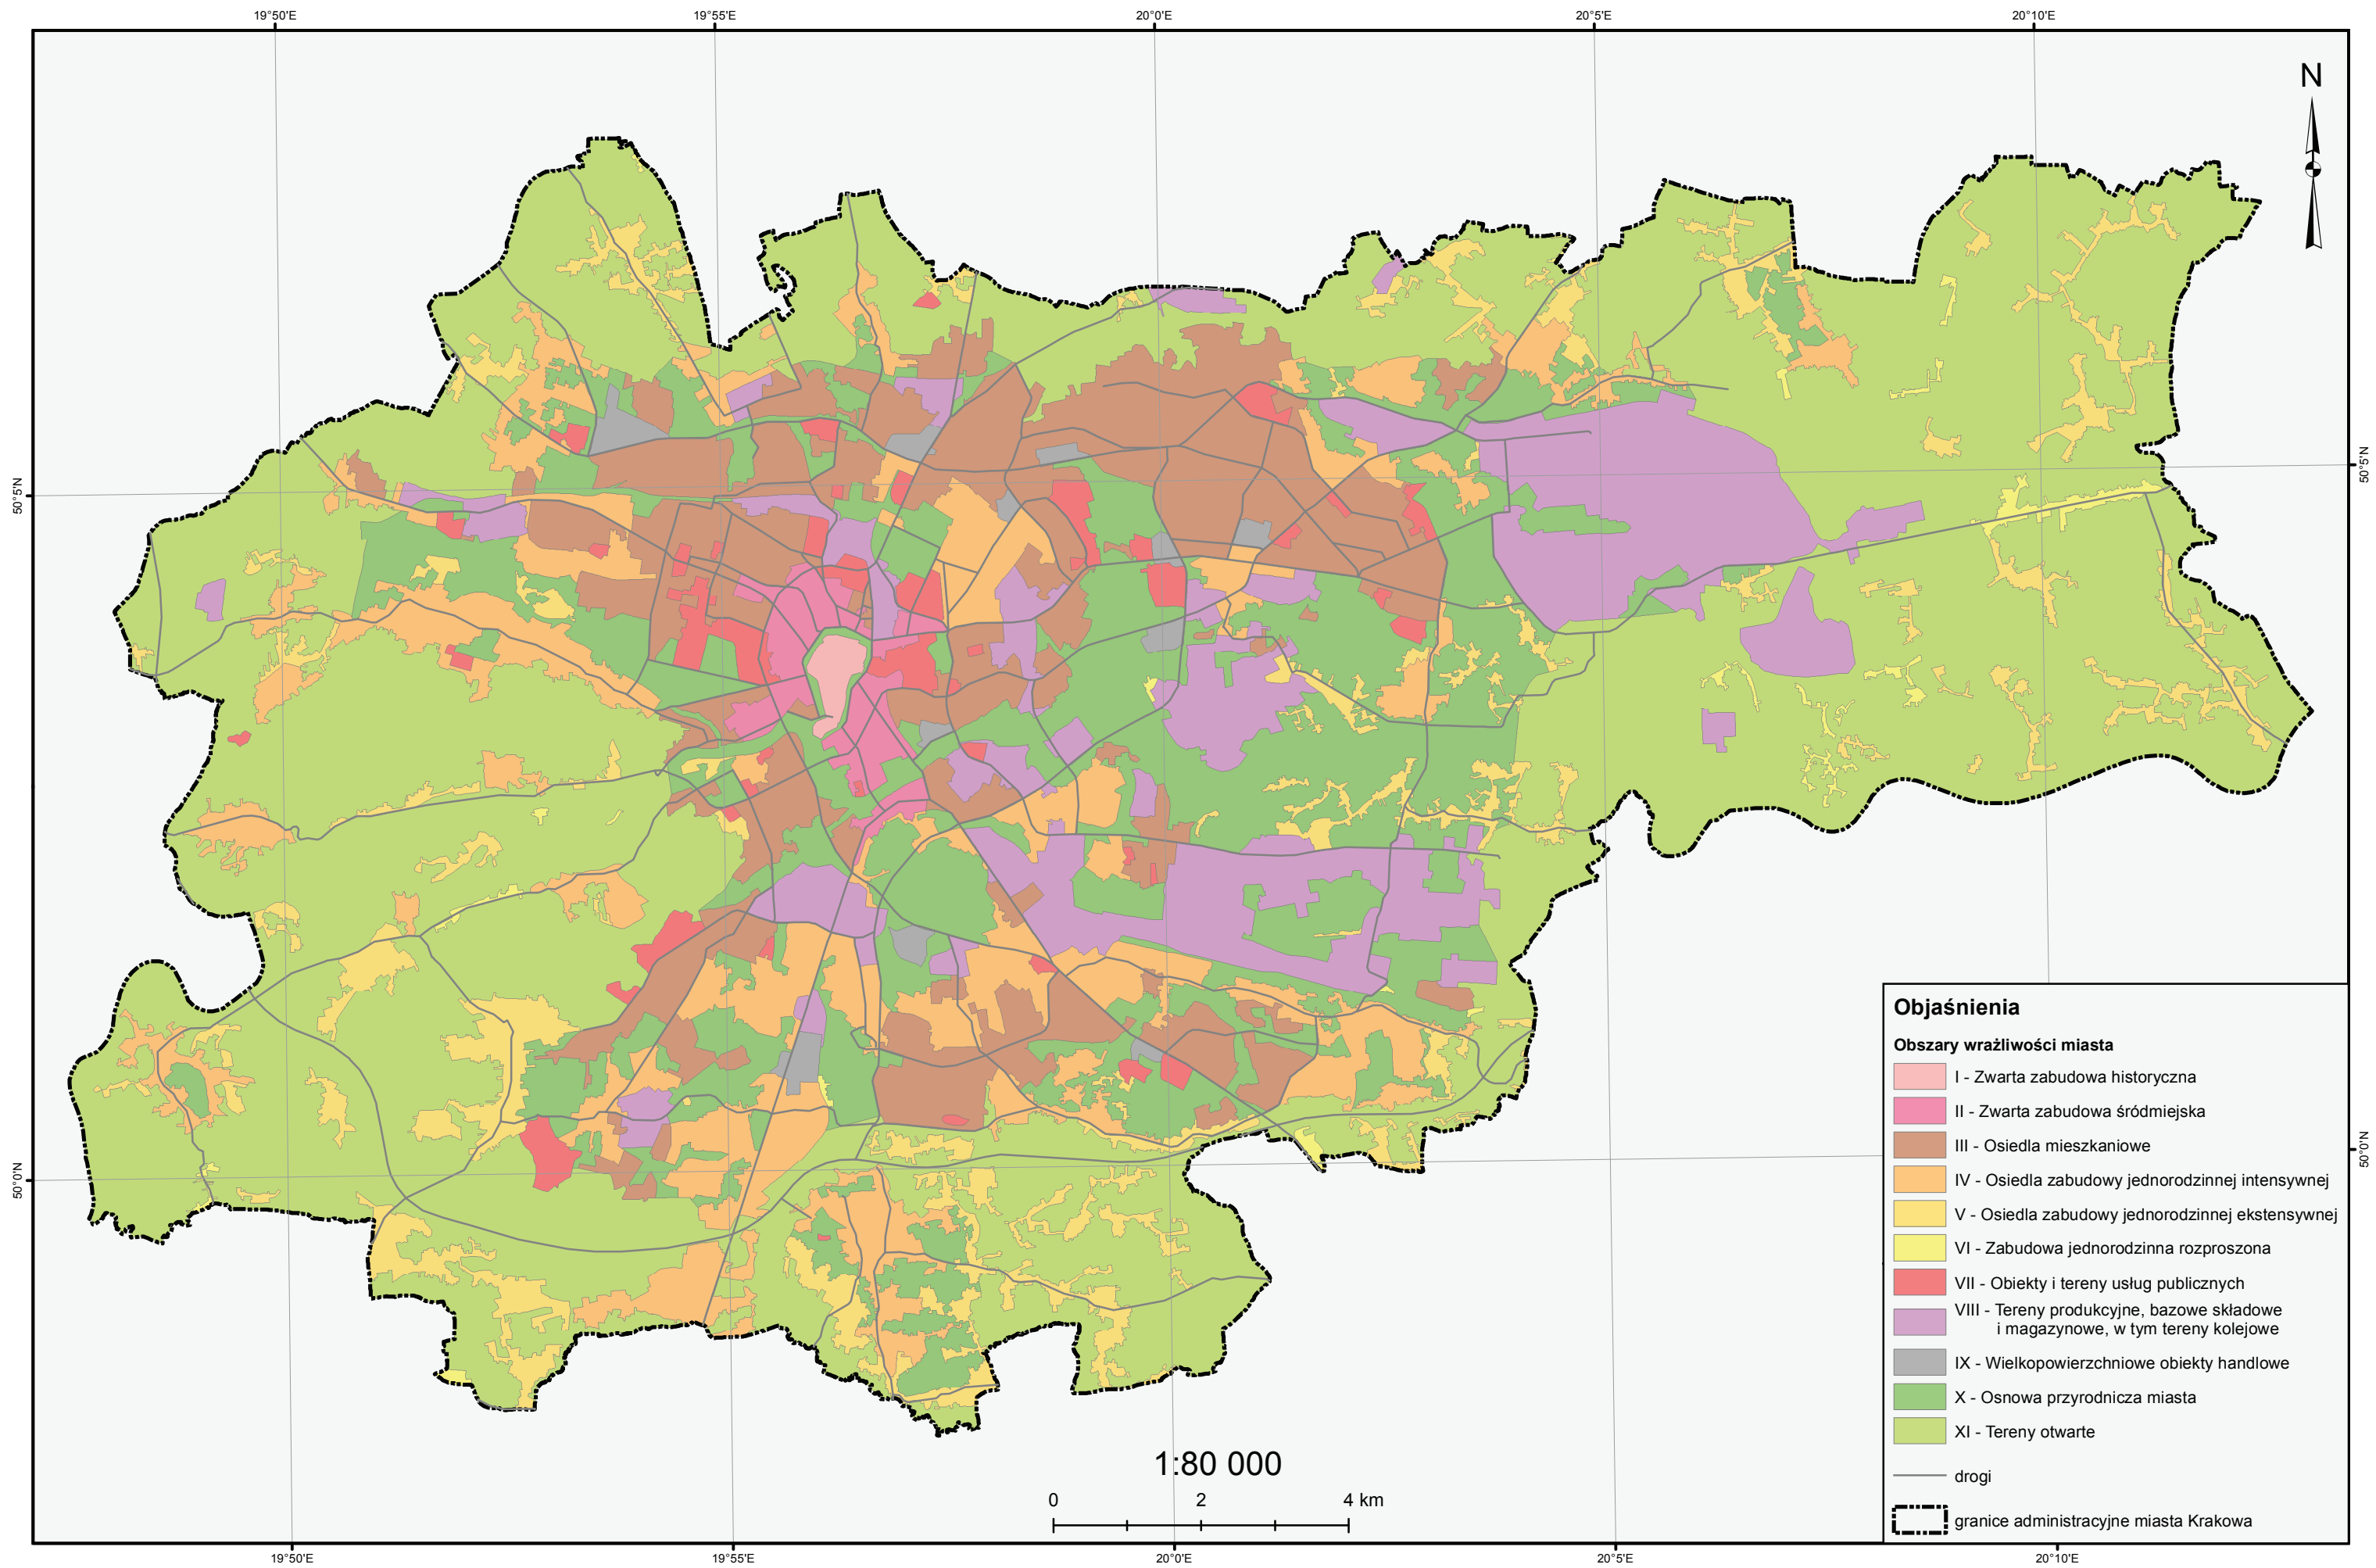 19°50'E 19°55'E 20°0'E 20°5'E 20°10'E
N
50°5'N 50°5'N
50°0'N 50°0'N
Objaśnienia
Obszary wrażliwości miasta
I - Zwarta zabudowa historyczna
II - Zwarta zabudowa śródmiejska
III - Osiedla mieszkaniowe
IV - Osiedla zabudowy jednorodzinnej intensywnej
V - Osiedla zabudowy jednorodzinnej ekstensywnej
VI - Zabudowa jednorodzinna rozproszona
VII - Obiekty i tereny usług publicznych
VIII - Tereny produkcyjne, bazowe składowe
i magazynowe, w tym tereny kolejowe
IX - Wielkopowierzchniowe obiekty handlowe
X - Osnowa przyrodnicza miasta
XI - Tereny otwarte
drogi
granice administracyjne miasta Krakowa
1:80 000
0 2 4 km
19°50'E 19°55'E 20°0'E 20°5'E 20°10'E